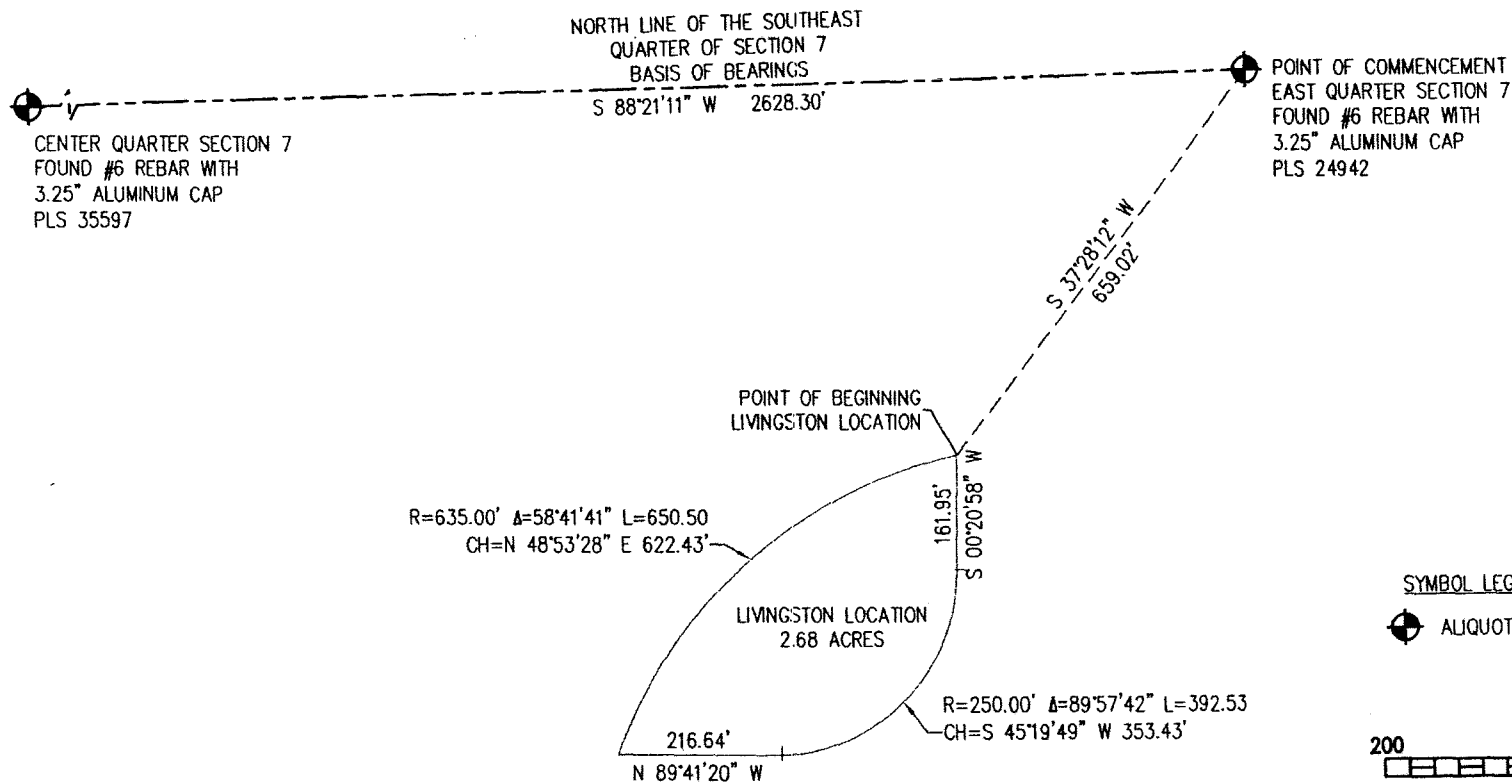 NORTH LINE OF THE SOUTHEAST
QUARTER OF SECTION 7
BASIS OF BEARINGS
S 88°21'11" W 2628.30'
POINT OF COMMENCEMENT
EAST QUARTER SECTION 7
FOUND #6 REBAR WITH
3.25" ALUMINUM CAP
PLS 24942
CENTER QUARTER SECTION 7
FOUND #6 REBAR WITH
3.25" ALUMINUM CAP
PLS 35597
S 37°28'12" W
659.02'
POINT OF BEGINNING
LIVINGSTON LOCATION
161.95'
S 00°20'58" W
R=635.00' Δ=58°41'41" L=650.50
CH=N 48°53'28" E 622.43'
LIVINGSTON LOCATION
2.68 ACRES
R=250.00' Δ=89°57'42" L=392.53
CH=S 45°19'49" W 353.43'
216.64'
N 89°41'20" W
SYMBOL LEG
ALIQUOT
200